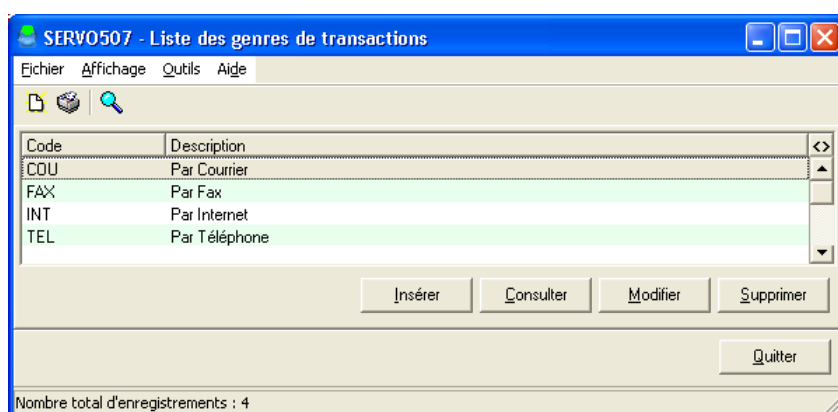 SERVO507 - Liste des genres de transactions
Fichier Affichage Outils Aide
Code Description <>
COU Par Courrier
FAX Par Fax
INT Par Internet
TEL Par Téléphone
Insérer Consulter Modifier Supprimer
Quitter
Nombre total d'enregistrements : 4